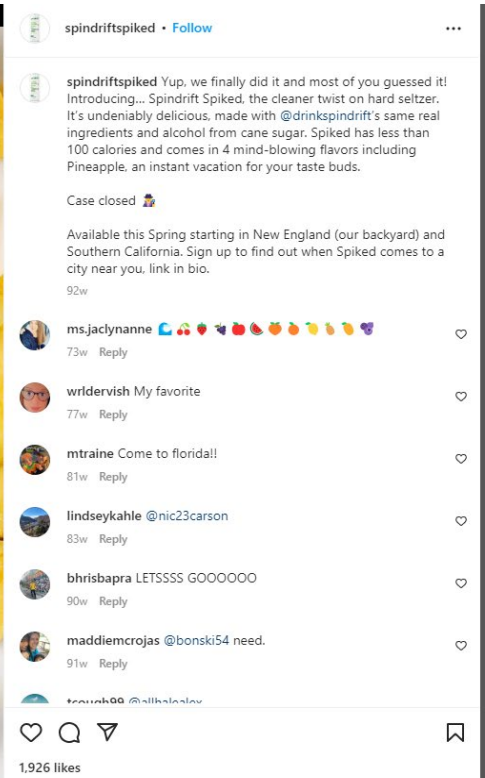 spindriftspiked • Follow
spindriftspiked Yup, we finally did it and most of you guessed it!
Introducing... Spindrift Spiked, the cleaner twist on hard seltzer.
It's undeniably delicious, made with @drinkspindrift's same real
ingredients and alcohol from cane sugar. Spiked has less than
100 calories and comes in 4 mind-blowing flavors including
Pineapple, an instant vacation for your taste buds.
Case closed
Available this Spring starting in New England (our backyard) and
Southern California. Sign up to find out when Spiked comes to a
city near you, link in bio.
92w
ms.jaclynanne 🌊🍒🍓🍇🍎🍉🍑🍊🍋🍐🥭🫐
73w Reply
wrldervish My favorite
77w Reply
mtraine Come to florida!!
81w Reply
lindseykahle @nic23carson
83w Reply
bhrisbapra LETSSSS GOOOOOO
90w Reply
maddiemcrojas @bonski54 need.
91w Reply
1,926 likes